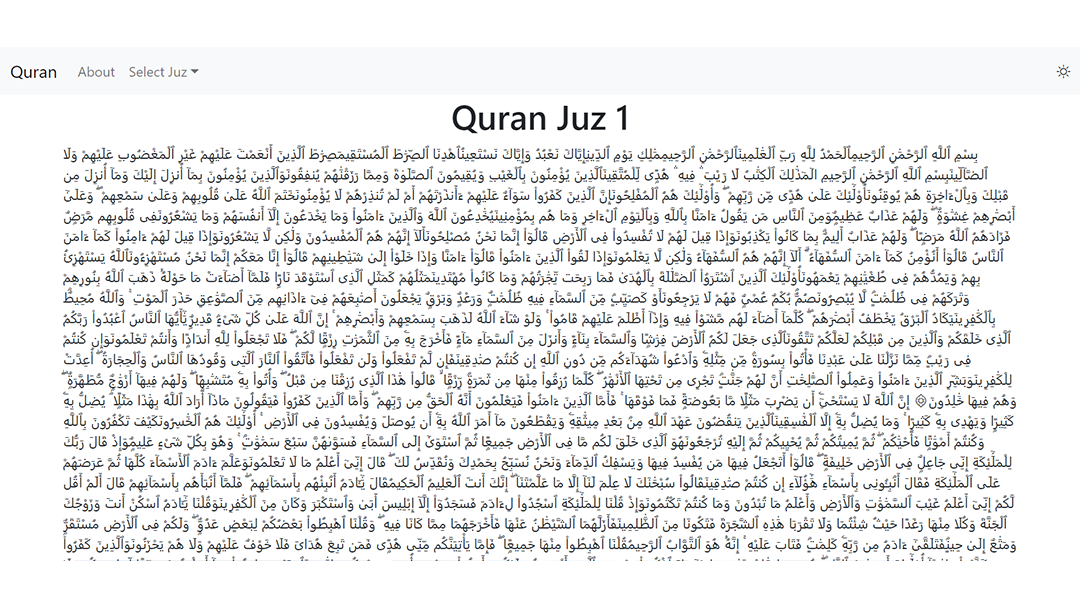 Quran
About
Select Juz
Quran Juz 1
بِسْمِ ٱللَّهِ ٱلرَّحْمَٰنِ ٱلرَّحِيمِٱلْحَمْدُ لِلَّهِ رَبِّ ٱلْعَٰلَمِينَٱلرَّحْمَٰنِ ٱلرَّحِيمِمَٰلِكِ يَوْمِ ٱلدِّينِإِيَّاكَ نَعْبُدُ وَإِيَّاكَ نَسْتَعِينُٱهْدِنَا ٱلصِّرَٰطَ ٱلْمُسْتَقِيمَصِرَٰطَ ٱلَّذِينَ أَنْعَمْتَ عَلَيْهِمْ غَيْرِ ٱلْمَغْضُوبِ عَلَيْهِمْ وَلَا
ٱلضَّآلِّينَبِسْمِ ٱللَّهِ ٱلرَّحْمَٰنِ ٱلرَّحِيمِ الٓمٓذَٰلِكَ ٱلْكِتَٰبُ لَا رَيْبَ ۛ فِيهِ ۛ هُدًى لِّلْمُتَّقِينَٱلَّذِينَ يُؤْمِنُونَ بِٱلْغَيْبِ وَيُقِيمُونَ ٱلصَّلَوٰةَ وَمِمَّا رَزَقْنَٰهُمْ يُنفِقُونَوَٱلَّذِينَ يُؤْمِنُونَ بِمَآ أُنزِلَ إِلَيْكَ وَمَآ أُنزِلَ مِن
قَبْلِكَ وَبِٱلْءَاخِرَةِ هُمْ يُوقِنُونَأُو۟لَٰٓئِكَ عَلَىٰ هُدًى مِّن رَّبِّهِمْ ۖ وَأُو۟لَٰٓئِكَ هُمُ ٱلْمُفْلِحُونَإِنَّ ٱلَّذِينَ كَفَرُوا۟ سَوَآءٌ عَلَيْهِمْ ءَأَنذَرْتَهُمْ أَمْ لَمْ تُنذِرْهُمْ لَا يُؤْمِنُونَخَتَمَ ٱللَّهُ عَلَىٰ قُلُوبِهِمْ وَعَلَىٰ سَمْعِهِمْ ۖ وَعَلَىٰٓ
أَبْصَٰرِهِمْ غِشَٰوَةٌ ۖ وَلَهُمْ عَذَابٌ عَظِيمٌوَمِنَ ٱلنَّاسِ مَن يَقُولُ ءَامَنَّا بِٱللَّهِ وَبِٱلْيَوْمِ ٱلْءَاخِرِ وَمَا هُم بِمُؤْمِنِينَيُخَٰدِعُونَ ٱللَّهَ وَٱلَّذِينَ ءَامَنُوا۟ وَمَا يَخْدَعُونَ إِلَّآ أَنفُسَهُمْ وَمَا يَشْعُرُونَفِى قُلُوبِهِم مَّرَضٌ
فَزَادَهُمُ ٱللَّهُ مَرَضًا ۖ وَلَهُمْ عَذَابٌ أَلِيمٌۢ بِمَا كَانُوا۟ يَكْذِبُونَوَإِذَا قِيلَ لَهُمْ لَا تُفْسِدُوا۟ فِى ٱلْأَرْضِ قَالُوٓا۟ إِنَّمَا نَحْنُ مُصْلِحُونَأَلَآ إِنَّهُمْ هُمُ ٱلْمُفْسِدُونَ وَلَٰكِن لَّا يَشْعُرُونَوَإِذَا قِيلَ لَهُمْ ءَامِنُوا۟ كَمَآ ءَامَنَ
ٱلنَّاسُ قَالُوٓا۟ أَنُؤْمِنُ كَمَآ ءَامَنَ ٱلسُّفَهَآءُ ۗ أَلَآ إِنَّهُمْ هُمُ ٱلسُّفَهَآءُ وَلَٰكِن لَّا يَعْلَمُونَوَإِذَا لَقُوا۟ ٱلَّذِينَ ءَامَنُوا۟ قَالُوٓا۟ ءَامَنَّا وَإِذَا خَلَوْا۟ إِلَىٰ شَيَٰطِينِهِمْ قَالُوٓا۟ إِنَّا مَعَكُمْ إِنَّمَا نَحْنُ مُسْتَهْزِءُونَٱللَّهُ يَسْتَهْزِئُ
بِهِمْ وَيَمُدُّهُمْ فِى طُغْيَٰنِهِمْ يَعْمَهُونَأُو۟لَٰٓئِكَ ٱلَّذِينَ ٱشْتَرَوُا۟ ٱلضَّلَٰلَةَ بِٱلْهُدَىٰ فَمَا رَبِحَت تِّجَٰرَتُهُمْ وَمَا كَانُوا۟ مُهْتَدِينَمَثَلُهُمْ كَمَثَلِ ٱلَّذِى ٱسْتَوْقَدَ نَارًا فَلَمَّآ أَضَآءَتْ مَا حَوْلَهُۥ ذَهَبَ ٱللَّهُ بِنُورِهِمْ
وَتَرَكَهُمْ فِى ظُلُمَٰتٍ لَّا يُبْصِرُونَصُمٌّۢ بُكْمٌ عُمْىٌ فَهُمْ لَا يَرْجِعُونَأَوْ كَصَيِّبٍ مِّنَ ٱلسَّمَآءِ فِيهِ ظُلُمَٰتٌ وَرَعْدٌ وَبَرْقٌ يَجْعَلُونَ أَصَٰبِعَهُمْ فِىٓ ءَاذَانِهِم مِّنَ ٱلصَّوَٰعِقِ حَذَرَ ٱلْمَوْتِ ۚ وَٱللَّهُ مُحِيطٌۢ
بِٱلْكَٰفِرِينَيَكَادُ ٱلْبَرْقُ يَخْطَفُ أَبْصَٰرَهُمْ ۖ كُلَّمَآ أَضَآءَ لَهُم مَّشَوْا۟ فِيهِ وَإِذَآ أَظْلَمَ عَلَيْهِمْ قَامُوا۟ ۚ وَلَوْ شَآءَ ٱللَّهُ لَذَهَبَ بِسَمْعِهِمْ وَأَبْصَٰرِهِمْ ۚ إِنَّ ٱللَّهَ عَلَىٰ كُلِّ شَىْءٍ قَدِيرٌيَٰٓأَيُّهَا ٱلنَّاسُ ٱعْبُدُوا۟ رَبَّكُمُ
ٱلَّذِى خَلَقَكُمْ وَٱلَّذِينَ مِن قَبْلِكُمْ لَعَلَّكُمْ تَتَّقُونَٱلَّذِى جَعَلَ لَكُمُ ٱلْأَرْضَ فِرَٰشًا وَٱلسَّمَآءَ بِنَآءً وَأَنزَلَ مِنَ ٱلسَّمَآءِ مَآءً فَأَخْرَجَ بِهِۦ مِنَ ٱلثَّمَرَٰتِ رِزْقًا لَّكُمْ ۖ فَلَا تَجْعَلُوا۟ لِلَّهِ أَندَادًا وَأَنتُمْ تَعْلَمُونَوَإِن كُنتُمْ
فِى رَيْبٍ مِّمَّا نَزَّلْنَا عَلَىٰ عَبْدِنَا فَأْتُوا۟ بِسُورَةٍ مِّن مِّثْلِهِۦ وَٱدْعُوا۟ شُهَدَآءَكُم مِّن دُونِ ٱللَّهِ إِن كُنتُمْ صَٰدِقِينَفَإِن لَّمْ تَفْعَلُوا۟ وَلَن تَفْعَلُوا۟ فَٱتَّقُوا۟ ٱلنَّارَ ٱلَّتِى وَقُودُهَا ٱلنَّاسُ وَٱلْحِجَارَةُ ۖ أُعِدَّتْ
لِلْكَٰفِرِينَوَبَشِّرِ ٱلَّذِينَ ءَامَنُوا۟ وَعَمِلُوا۟ ٱلصَّٰلِحَٰتِ أَنَّ لَهُمْ جَنَّٰتٍ تَجْرِى مِن تَحْتِهَا ٱلْأَنْهَٰرُ ۖ كُلَّمَا رُزِقُوا۟ مِنْهَا مِن ثَمَرَةٍ رِّزْقًا ۙ قَالُوا۟ هَٰذَا ٱلَّذِى رُزِقْنَا مِن قَبْلُ ۖ وَأُتُوا۟ بِهِۦ مُتَشَٰبِهًا ۖ وَلَهُمْ فِيهَآ أَزْوَٰجٌ مُّطَهَّرَةٌ ۖ
وَهُمْ فِيهَا خَٰلِدُونَ۞ إِنَّ ٱللَّهَ لَا يَسْتَحْىِۦٓ أَن يَضْرِبَ مَثَلًا مَّا بَعُوضَةً فَمَا فَوْقَهَا ۚ فَأَمَّا ٱلَّذِينَ ءَامَنُوا۟ فَيَعْلَمُونَ أَنَّهُ ٱلْحَقُّ مِن رَّبِّهِمْ ۖ وَأَمَّا ٱلَّذِينَ كَفَرُوا۟ فَيَقُولُونَ مَاذَآ أَرَادَ ٱللَّهُ بِهَٰذَا مَثَلًا ۘ يُضِلُّ بِهِۦ
كَثِيرًا وَيَهْدِى بِهِۦ كَثِيرًا ۚ وَمَا يُضِلُّ بِهِۦٓ إِلَّا ٱلْفَٰسِقِينَٱلَّذِينَ يَنقُضُونَ عَهْدَ ٱللَّهِ مِنۢ بَعْدِ مِيثَٰقِهِۦ وَيَقْطَعُونَ مَآ أَمَرَ ٱللَّهُ بِهِۦٓ أَن يُوصَلَ وَيُفْسِدُونَ فِى ٱلْأَرْضِ ۚ أُو۟لَٰٓئِكَ هُمُ ٱلْخَٰسِرُونَكَيْفَ تَكْفُرُونَ بِٱللَّهِ
وَكُنتُمْ أَمْوَٰتًا فَأَحْيَٰكُمْ ۖ ثُمَّ يُمِيتُكُمْ ثُمَّ يُحْيِيكُمْ ثُمَّ إِلَيْهِ تُرْجَعُونَهُوَ ٱلَّذِى خَلَقَ لَكُم مَّا فِى ٱلْأَرْضِ جَمِيعًا ثُمَّ ٱسْتَوَىٰٓ إِلَى ٱلسَّمَآءِ فَسَوَّىٰهُنَّ سَبْعَ سَمَٰوَٰتٍ ۚ وَهُوَ بِكُلِّ شَىْءٍ عَلِيمٌوَإِذْ قَالَ رَبُّكَ
لِلْمَلَٰٓئِكَةِ إِنِّى جَاعِلٌ فِى ٱلْأَرْضِ خَلِيفَةً ۖ قَالُوٓا۟ أَتَجْعَلُ فِيهَا مَن يُفْسِدُ فِيهَا وَيَسْفِكُ ٱلدِّمَآءَ وَنَحْنُ نُسَبِّحُ بِحَمْدِكَ وَنُقَدِّسُ لَكَ ۖ قَالَ إِنِّىٓ أَعْلَمُ مَا لَا تَعْلَمُونَوَعَلَّمَ ءَادَمَ ٱلْأَسْمَآءَ كُلَّهَا ثُمَّ عَرَضَهُمْ
عَلَى ٱلْمَلَٰٓئِكَةِ فَقَالَ أَنۢبِـُٔونِى بِأَسْمَآءِ هَٰٓؤُلَآءِ إِن كُنتُمْ صَٰدِقِينَقَالُوا۟ سُبْحَٰنَكَ لَا عِلْمَ لَنَآ إِلَّا مَا عَلَّمْتَنَآ ۖ إِنَّكَ أَنتَ ٱلْعَلِيمُ ٱلْحَكِيمُقَالَ يَٰٓـَٔادَمُ أَنۢبِئْهُم بِأَسْمَآئِهِمْ ۖ فَلَمَّآ أَنۢبَأَهُم بِأَسْمَآئِهِمْ قَالَ أَلَمْ أَقُل
لَّكُمْ إِنِّىٓ أَعْلَمُ غَيْبَ ٱلسَّمَٰوَٰتِ وَٱلْأَرْضِ وَأَعْلَمُ مَا تُبْدُونَ وَمَا كُنتُمْ تَكْتُمُونَوَإِذْ قُلْنَا لِلْمَلَٰٓئِكَةِ ٱسْجُدُوا۟ لِءَادَمَ فَسَجَدُوٓا۟ إِلَّآ إِبْلِيسَ أَبَىٰ وَٱسْتَكْبَرَ وَكَانَ مِنَ ٱلْكَٰفِرِينَوَقُلْنَا يَٰٓـَٔادَمُ ٱسْكُنْ أَنتَ وَزَوْجُكَ
ٱلْجَنَّةَ وَكُلَا مِنْهَا رَغَدًا حَيْثُ شِئْتُمَا وَلَا تَقْرَبَا هَٰذِهِ ٱلشَّجَرَةَ فَتَكُونَا مِنَ ٱلظَّٰلِمِينَفَأَزَلَّهُمَا ٱلشَّيْطَٰنُ عَنْهَا فَأَخْرَجَهُمَا مِمَّا كَانَا فِيهِ ۖ وَقُلْنَا ٱهْبِطُوا۟ بَعْضُكُمْ لِبَعْضٍ عَدُوٌّ ۖ وَلَكُمْ فِى ٱلْأَرْضِ مُسْتَقَرٌّ
وَمَتَٰعٌ إِلَىٰ حِينٍفَتَلَقَّىٰٓ ءَادَمُ مِن رَّبِّهِۦ كَلِمَٰتٍ فَتَابَ عَلَيْهِ ۚ إِنَّهُۥ هُوَ ٱلتَّوَّابُ ٱلرَّحِيمُقُلْنَا ٱهْبِطُوا۟ مِنْهَا جَمِيعًا ۖ فَإِمَّا يَأْتِيَنَّكُم مِّنِّى هُدًى فَمَن تَبِعَ هُدَاىَ فَلَا خَوْفٌ عَلَيْهِمْ وَلَا هُمْ يَحْزَنُونَوَٱلَّذِينَ كَفَرُوا۟